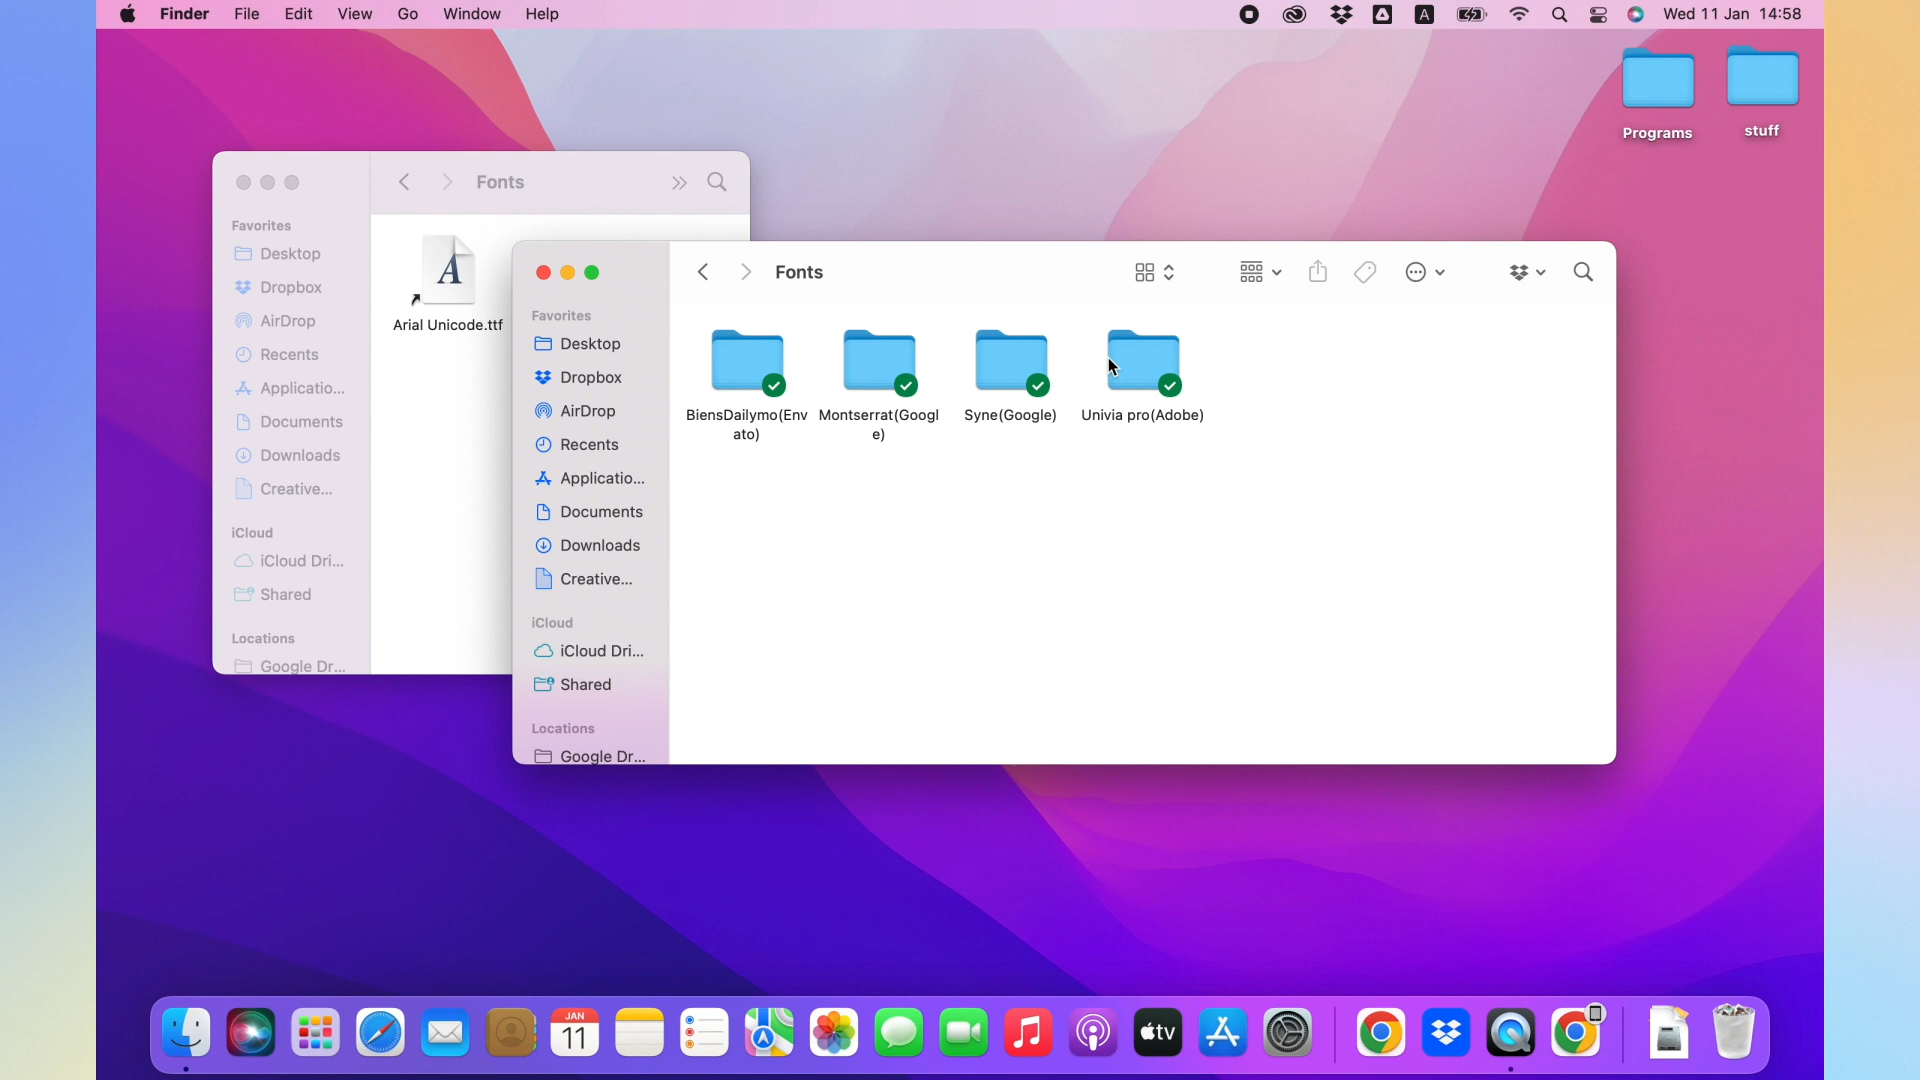 Finder File Edit View Go Window Help
A
Wed 11 Jan 14:58
Programs
stuff
Fonts
Favorites
Desktop
Dropbox
AirDrop
Recents
Applicatio...
Documents
Downloads
Creative...
iCloud
iCloud Dri...
Shared
Locations
Google Dr...
A
Arial Unicode.ttf
Fonts
Favorites
Desktop
Dropbox
AirDrop
Recents
Applicatio...
Documents
Downloads
Creative...
iCloud
iCloud Dri...
Shared
Locations
Google Dr...
BiensDailymo(Env
ato)
Montserrat(Googl
e)
Syne(Google)
Univia pro(Adobe)
JAN
11
tv